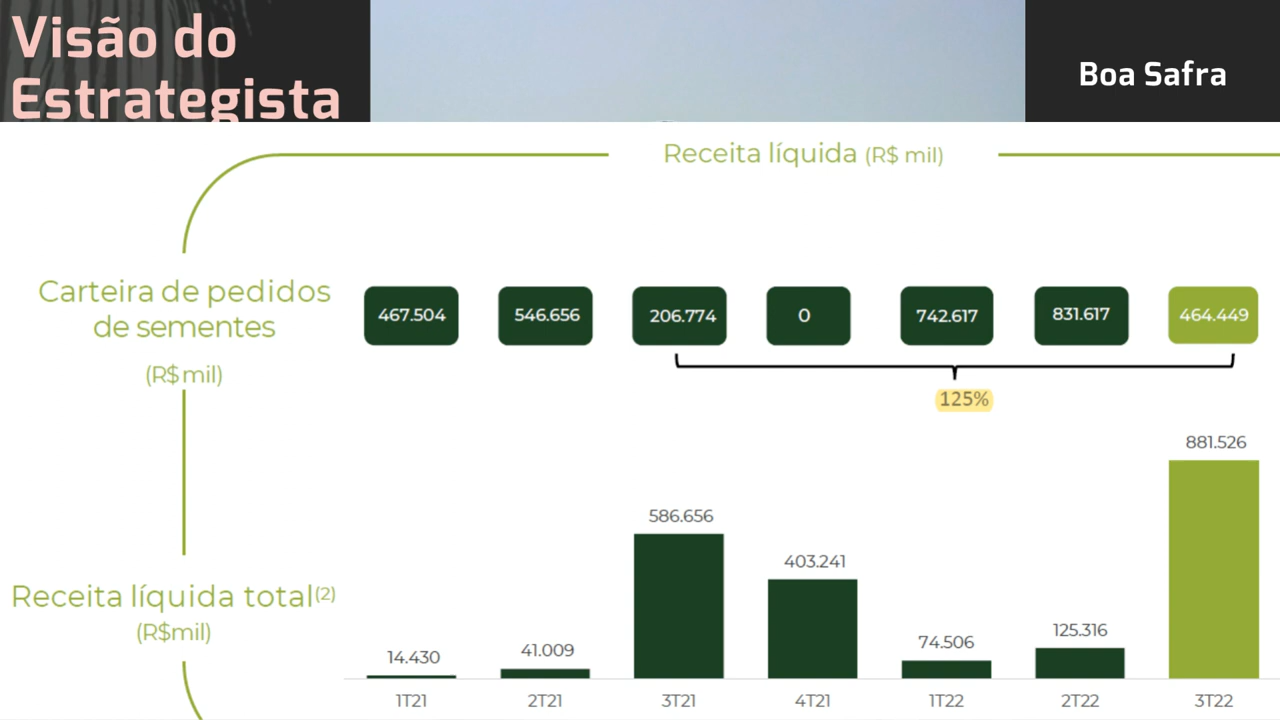 Visão do
Estrategista
Boa Safra
Receita líquida (R$ mil)
Carteira de pedidos
de sementes
(R$ mil)
467.504 546.656 206.774 0 742.617 831.617 464.449
125%
Receita líquida total(2)
(R$mil)
14.430 41.009 586.656 403.241 74.506 125.316 881.526
1T21 2T21 3T21 4T21 1T22 2T22 3T22